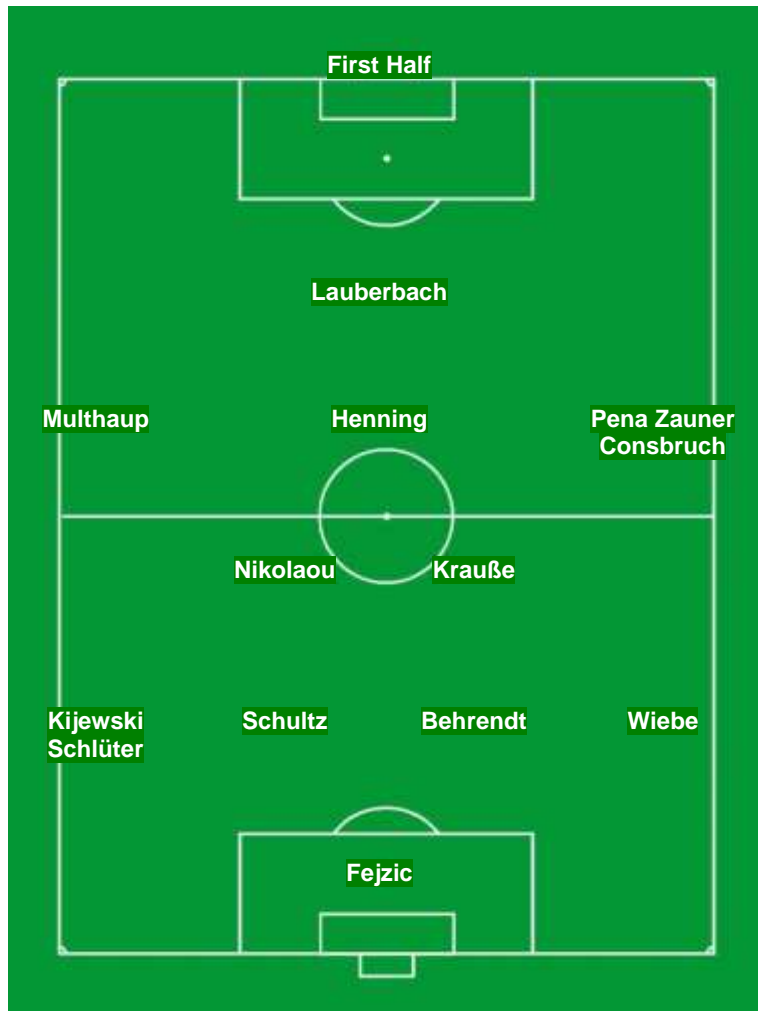 First Half
Lauberbach
Multhaup Henning Pena Zauner
Consbruch
Nikolaou Krauße
Kijewski Schultz Behrendt Wiebe
Schlüter
Fejzic